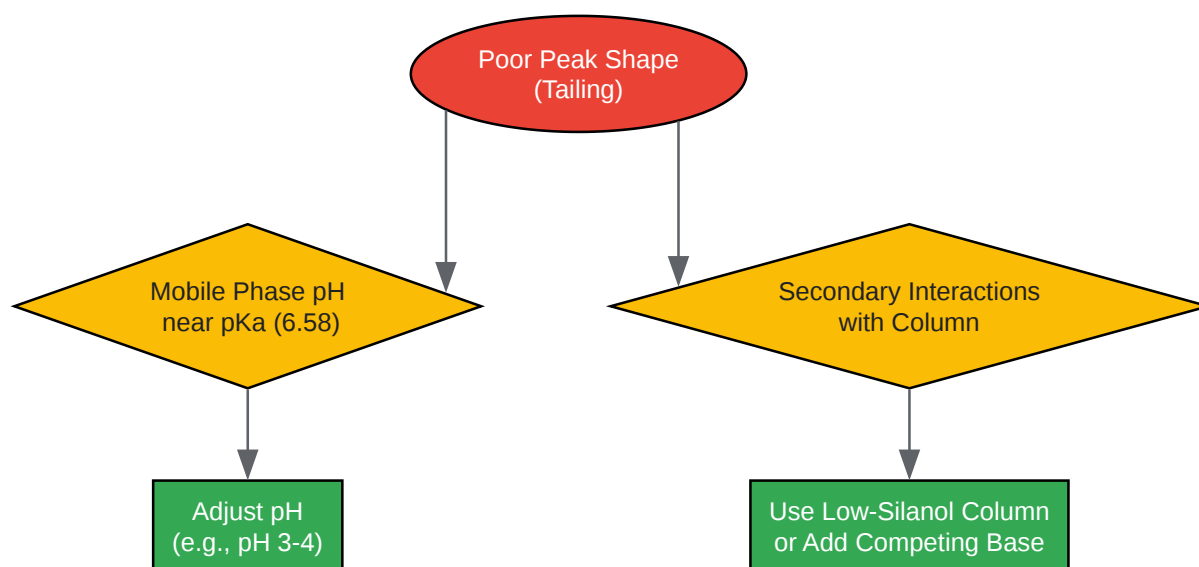 Poor Peak Shape
(Tailing)
Mobile Phase pH
near pKa (6.58)
Secondary Interactions
with Column
Adjust pH
(e.g., pH 3-4)
Use Low-Silanol Column
or Add Competing Base